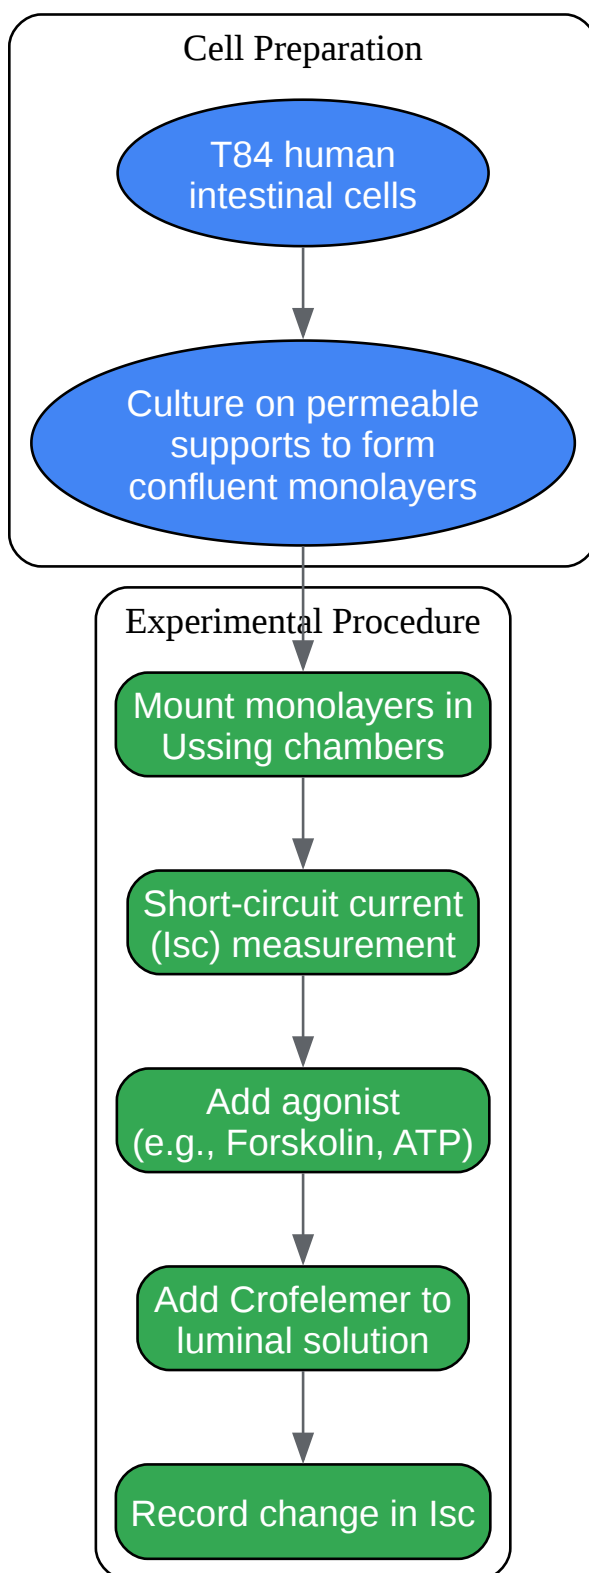 Cell Preparation
T84 human
intestinal cells
Culture on permeable
supports to form
confluent monolayers
Experimental Procedure
Mount monolayers in
Ussing chambers
Short-circuit current
(Isc) measurement
Add agonist
(e.g., Forskolin, ATP)
Add Crofelemer to
luminal solution
Record change in Isc